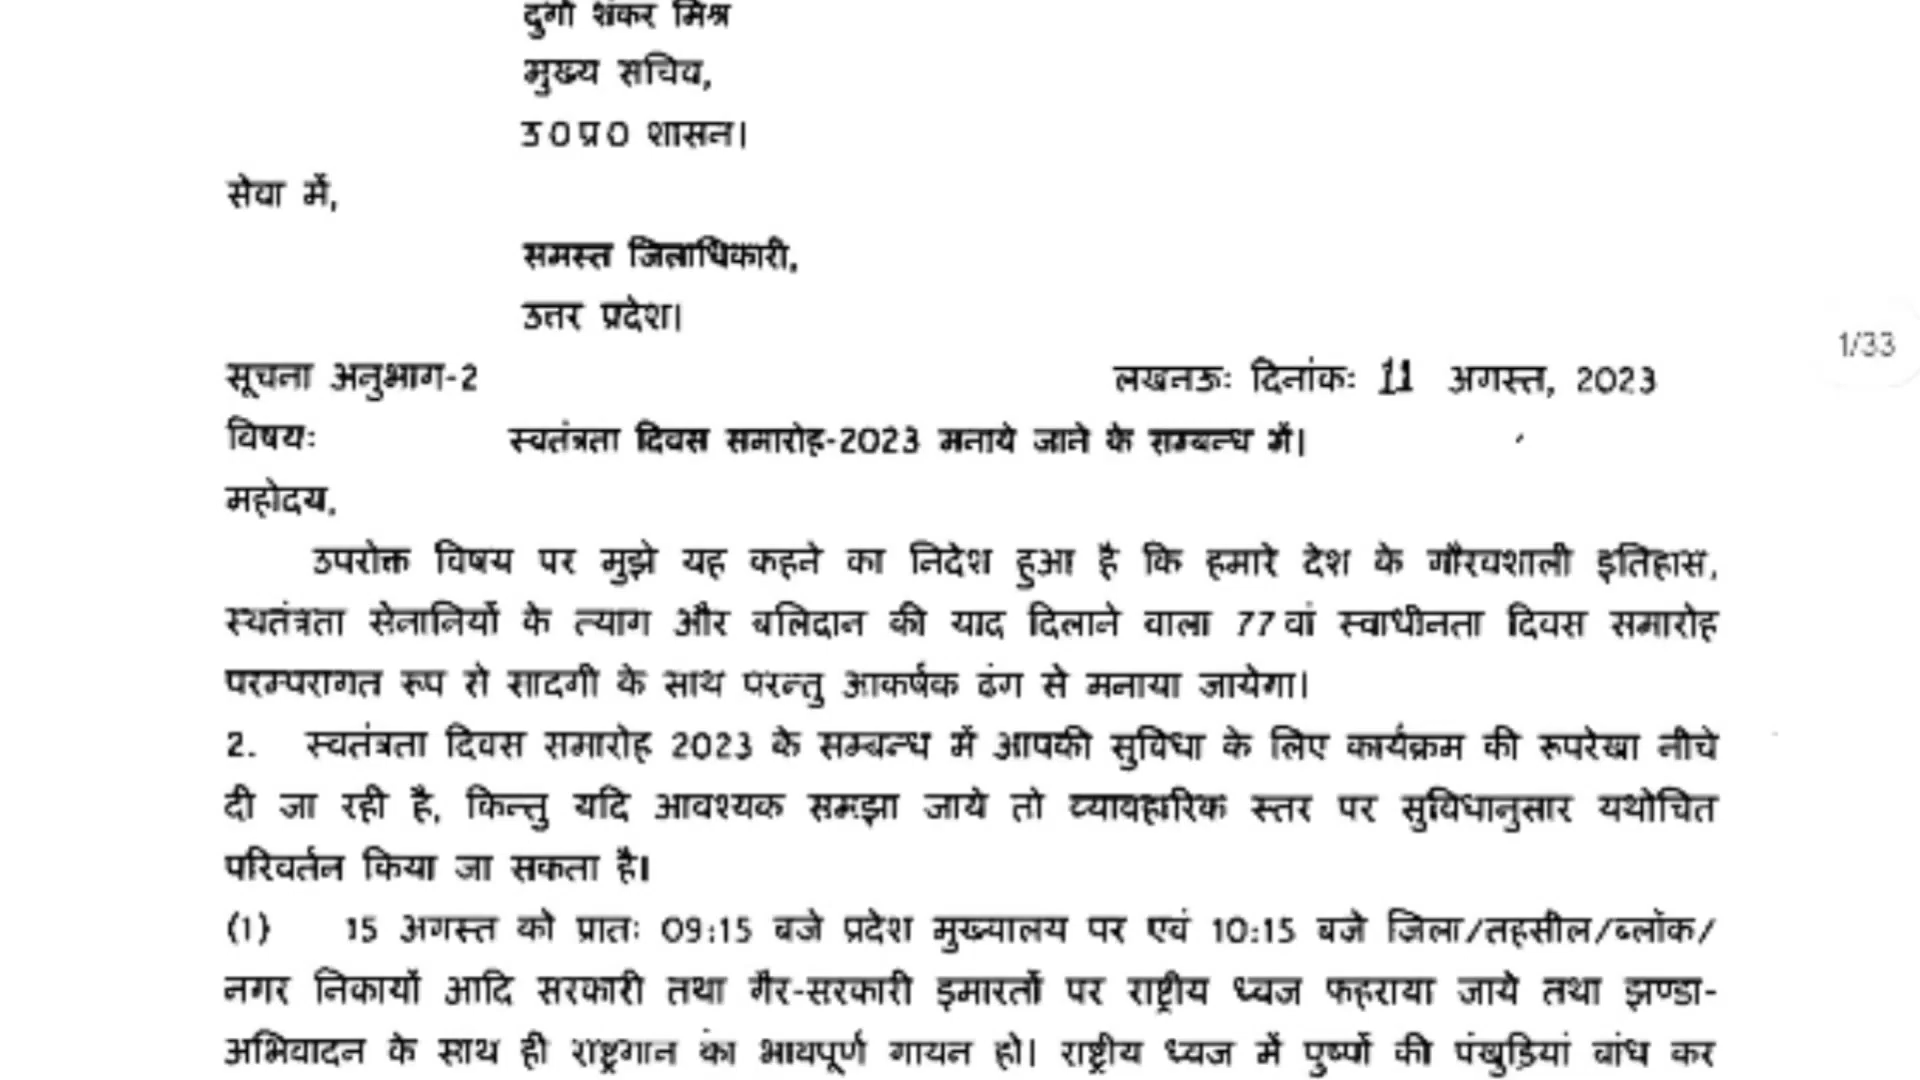 दुर्गा शंकर मिश्र
मुख्य सचिव,
उ0प्र0 शासन।
सेवा में,
समस्त जिलाधिकारी,
उत्तर प्रदेश।
1/33
सूचना अनुभाग-2 लखनऊः दिनांकः 11 अगस्त, 2023
विषयः स्वतंत्रता दिवस समारोह-2023 मनाये जाने के सम्बन्ध में।
महोदय,
उपरोक्त विषय पर मुझे यह कहने का निदेश हुआ है कि हमारे देश के गौरवशाली इतिहास,
स्वतंत्रता सेनानियों के त्याग और बलिदान की याद दिलाने वाला 77वां स्वाधीनता दिवस समारोह
परम्परागत रूप से सादगी के साथ परन्तु आकर्षक ढंग से मनाया जायेगा।
2. स्वतंत्रता दिवस समारोह 2023 के सम्बन्ध में आपकी सुविधा के लिए कार्यक्रम की रूपरेखा नीचे
दी जा रही है, किन्तु यदि आवश्यक समझा जाये तो व्यावहारिक स्तर पर सुविधानुसार यथोचित
परिवर्तन किया जा सकता है।
(1) 15 अगस्त को प्रातः 09:15 बजे प्रदेश मुख्यालय पर एवं 10:15 बजे जिला/तहसील/ब्लॉक/
नगर निकायों आदि सरकारी तथा गैर-सरकारी इमारतों पर राष्ट्रीय ध्वज फहराया जाये तथा झण्डा-
अभिवादन के साथ ही राष्ट्रगान का भावपूर्ण गायन हो। राष्ट्रीय ध्वज में पुष्पों की पंखुड़ियां बांध कर